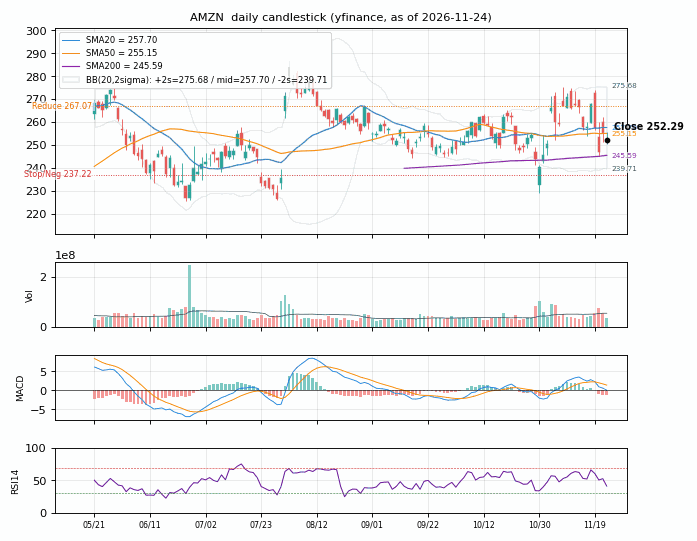 AMZN daily candlestick (yfinance, as of 2026-11-24)
300
290
280
270
260
250
240
230
220
SMA20 = 257.70
SMA50 = 255.15
SMA200 = 245.59
BB(20,2sigma): +2s=275.68 / mid=257.70 / -2s=239.71
Reduce 267.07
Stop/Neg 237.22
275.68
Close 252.29
255.15
245.59
239.71
1e8
2
0
Vol
5
0
−5
MACD
100
50
0
RSI14
05/21
06/11
07/02
07/23
08/12
09/01
09/22
10/12
10/30
11/19